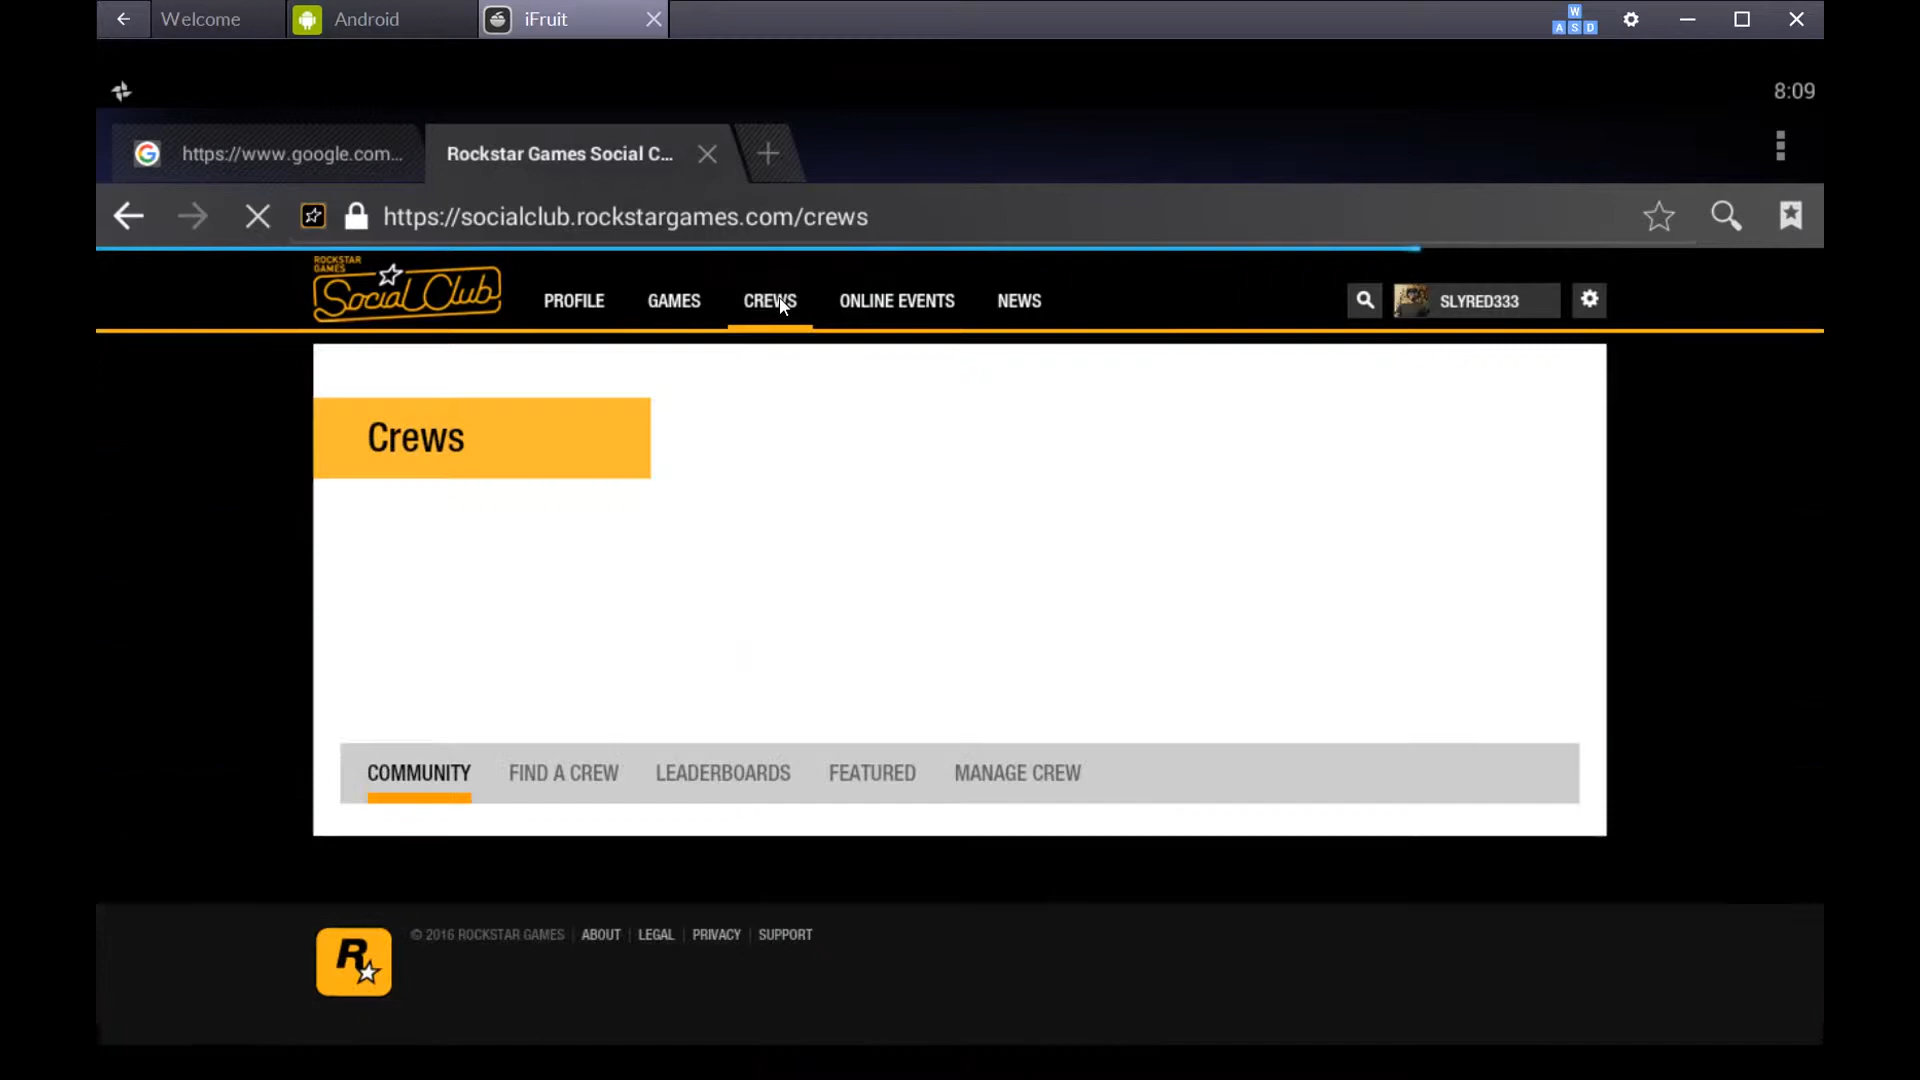 Welcome Android iFruit W A S D
8:09
https://www.google.com... Rockstar Games Social C...
https://socialclub.rockstargames.com/crews
ROCKSTAR
GAMES
Social Club PROFILE GAMES CREWS ONLINE EVENTS NEWS SLYRED333
Crews
COMMUNITY FIND A CREW LEADERBOARDS FEATURED MANAGE CREW
R © 2016 ROCKSTAR GAMES | ABOUT | LEGAL | PRIVACY | SUPPORT